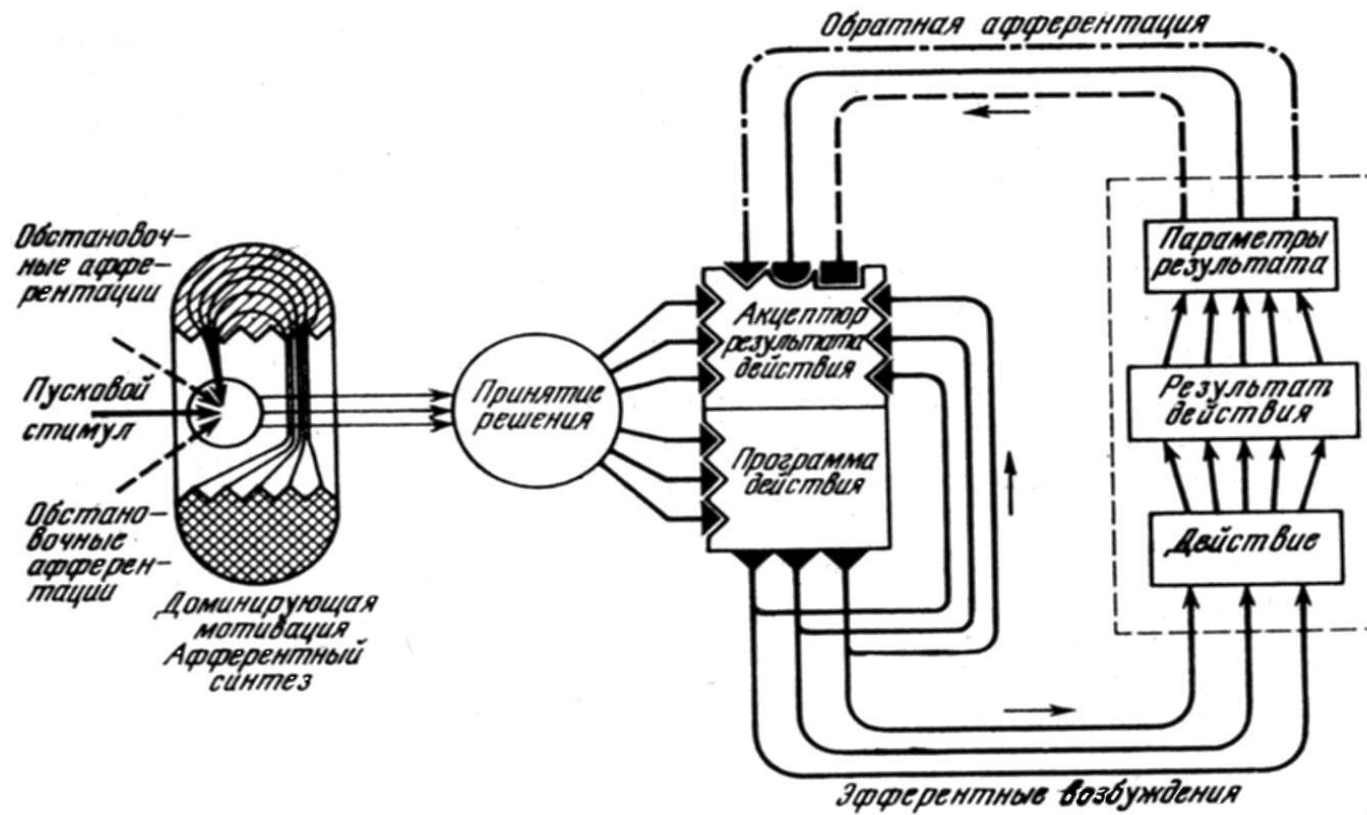 Обратная афферентация
Обстановоч-
ные аффе-
рентации
Пусковой
стимул
Обстано-
вочные
афферен-
тации
Доминирующая
мотивация
Афферентный
синтез
Принятие
решения
Акцептор
результата
действия
Программа
действия
Параметры
результата
Результат
действия
Действие
Эфферентные возбуждения